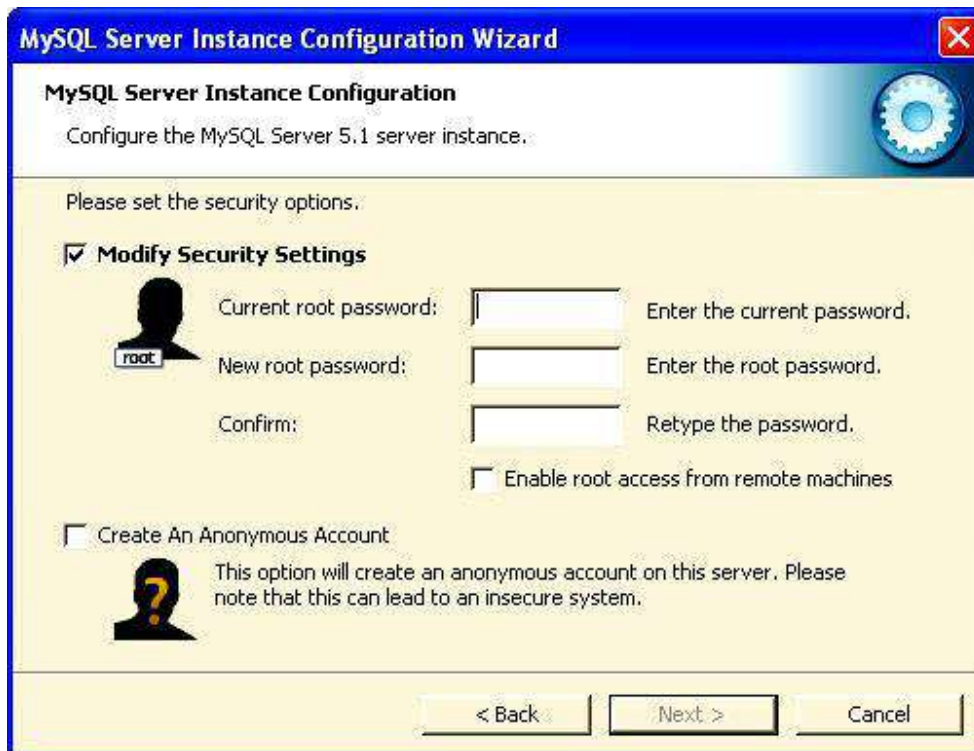 MySQL Server Instance Configuration Wizard
MySQL Server Instance Configuration
Configure the MySQL Server 5.1 server instance.
Please set the security options.
Modify Security Settings
root
Current root password:
Enter the current password.
New root password:
Enter the root password.
Confirm:
Retype the password.
Enable root access from remote machines
Create An Anonymous Account
?
This option will create an anonymous account on this server. Please
note that this can lead to an insecure system.
< Back
Next >
Cancel